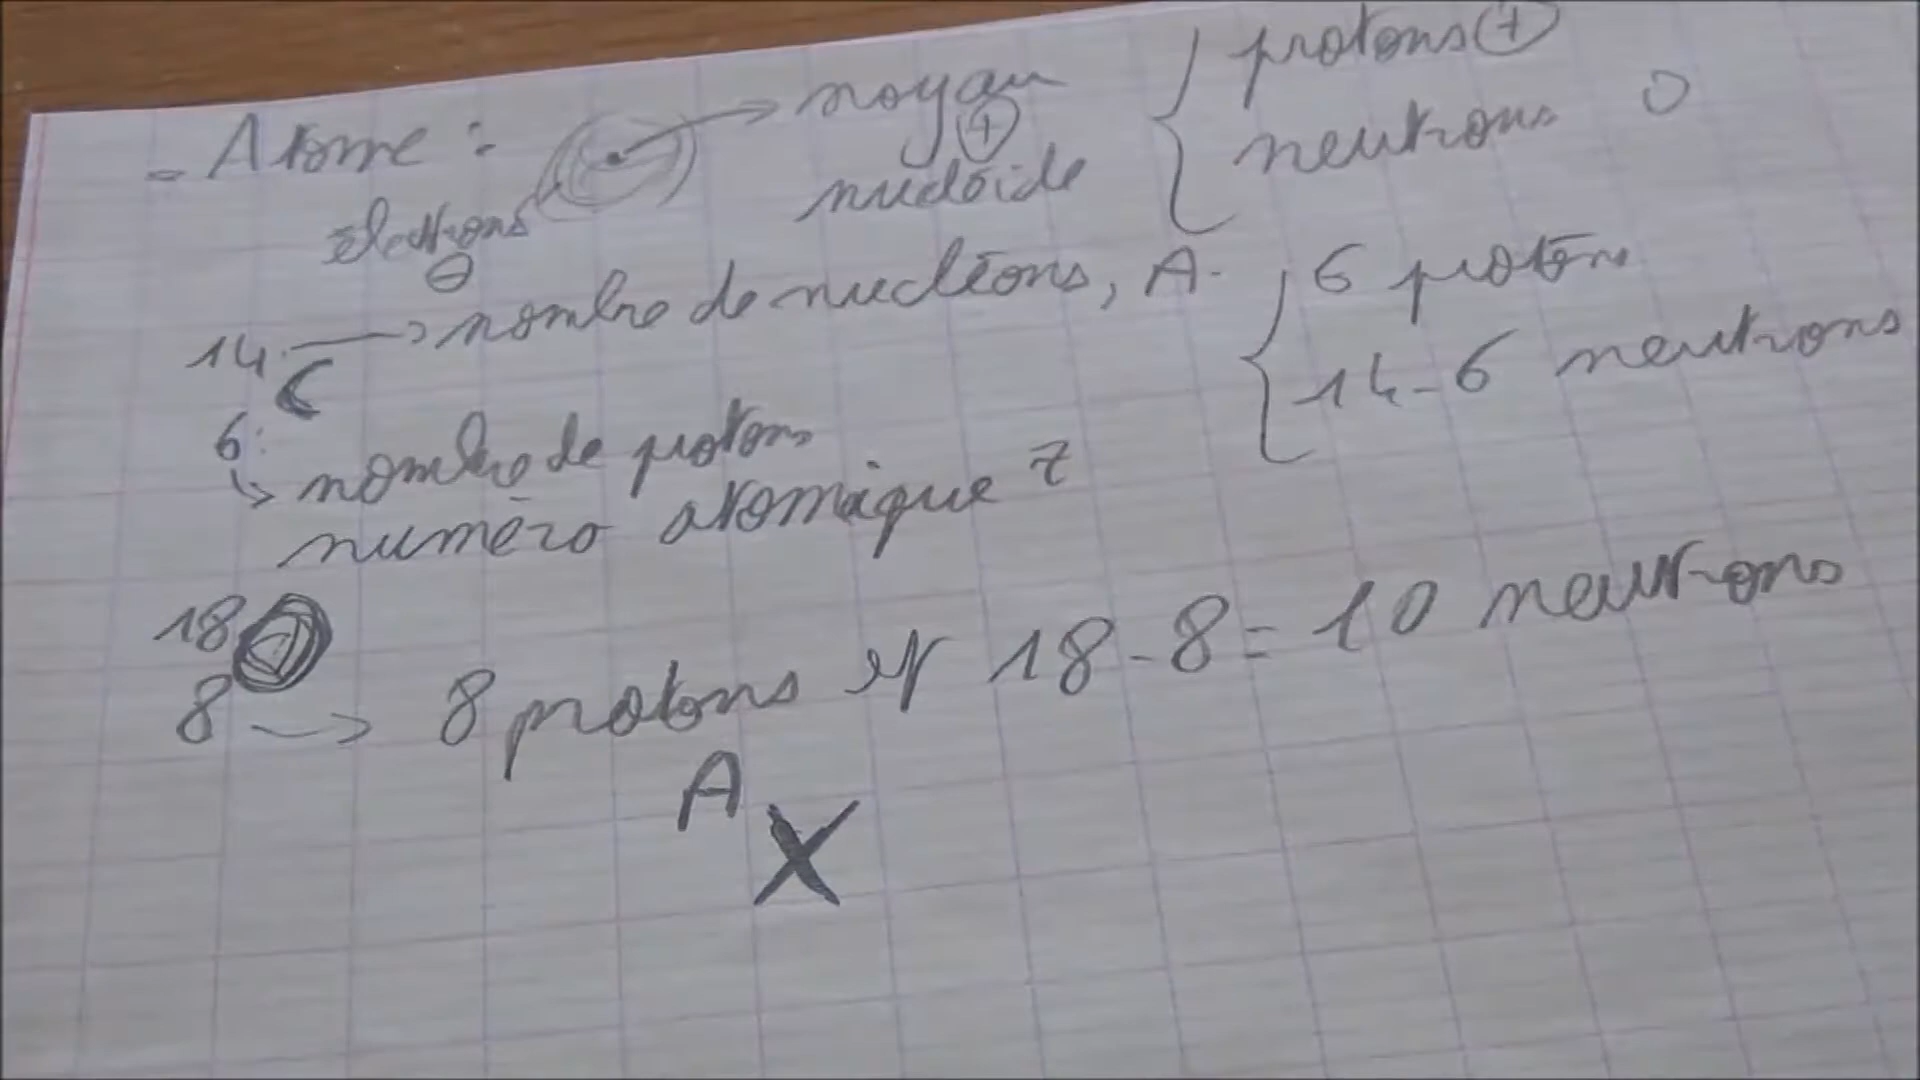 - Atome : noyau { protons +
+ neutrons 0
nucléide
électrons
-
14 → nombre de nucléons, A. { 6 protons
C 14-6 neutrons
6
↳ nombre de protons
numéro atomique Z
18
8 → 8 protons et 18-8= 10 neutrons
A
X